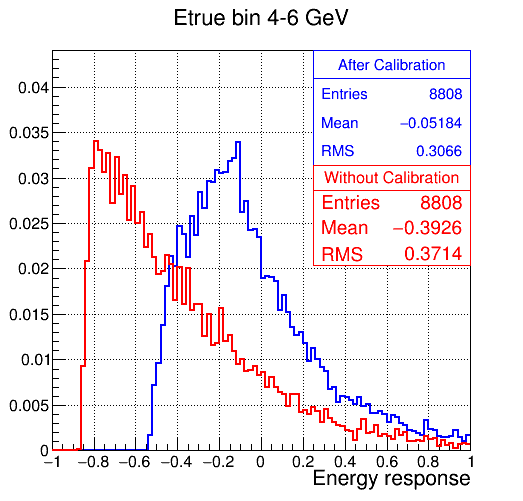 Etrue bin 4-6 GeV
After Calibration
Entries 8808
Mean −0.05184
RMS 0.3066
Without Calibration
Entries 8808
Mean −0.3926
RMS 0.3714
0.04
0.035
0.03
0.025
0.02
0.015
0.01
0.005
0
−1 −0.8 −0.6 −0.4 −0.2 0 0.2 0.4 0.6 0.8 1
Energy response